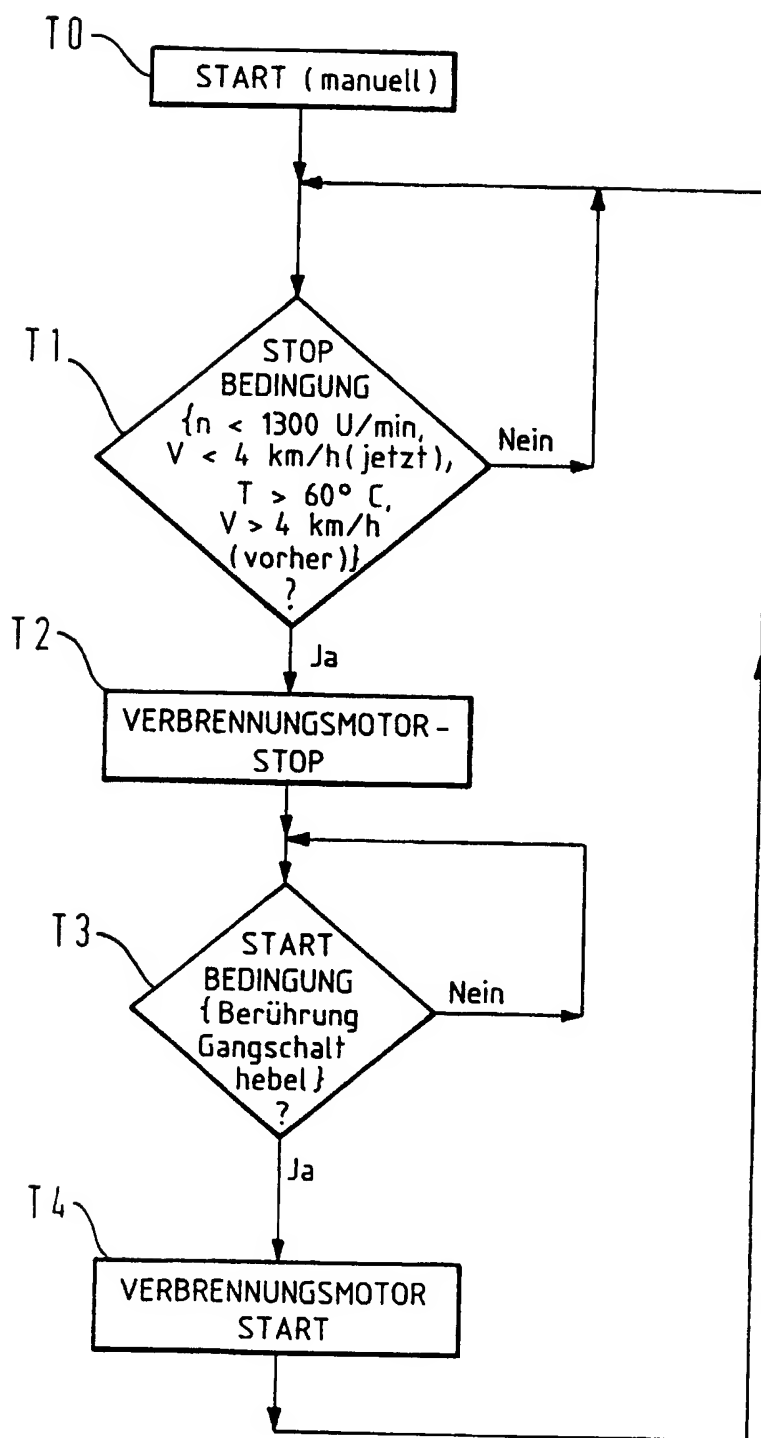 T0
START (manuell)
T1
STOP
BEDINGUNG
{n < 1300 U/min,
V < 4 km/h(jetzt),
T > 60° C,
V > 4 km/h
(vorher)}
?
Nein
Ja
T2
VERBRENNUNGSMOTOR-
STOP
T3
START
BEDINGUNG
{Berührung
Gangschalt
hebel}
?
Nein
Ja
T4
VERBRENNUNGSMOTOR
START